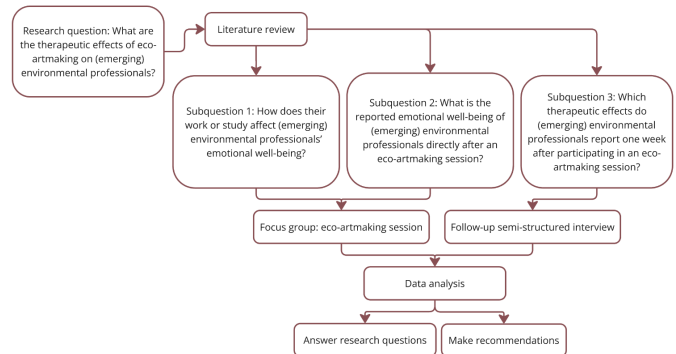 Research question: What are
the therapeutic effects of eco-
artmaking on (emerging)
environmental professionals?
Literature review
Subquestion 1: How does their
work or study affect (emerging)
environmental professionals’
emotional well-being?
Subquestion 2: What is the
reported emotional well-being of
(emerging) environmental
professionals directly after an
eco-artmaking session?
Subquestion 3: Which
therapeutic effects do
(emerging) environmental
professionals report one week
after participating in an eco-
artmaking session?
Focus group: eco-artmaking session
Follow-up semi-structured interview
Data analysis
Answer research questions
Make recommendations